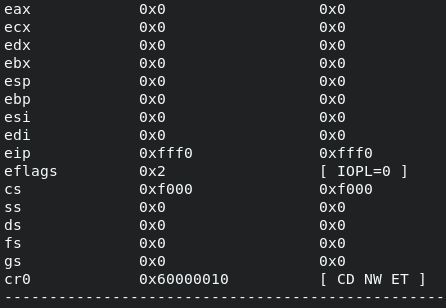 eax 0x0 0x0
ecx 0x0 0x0
edx 0x0 0x0
ebx 0x0 0x0
esp 0x0 0x0
ebp 0x0 0x0
esi 0x0 0x0
edi 0x0 0x0
eip 0xfff0 0xfff0
eflags 0x2 [ IOPL=0 ]
cs 0xf000 0xf000
ss 0x0 0x0
ds 0x0 0x0
fs 0x0 0x0
gs 0x0 0x0
cr0 0x60000010 [ CD NW ET ]
-------------------------------------------------